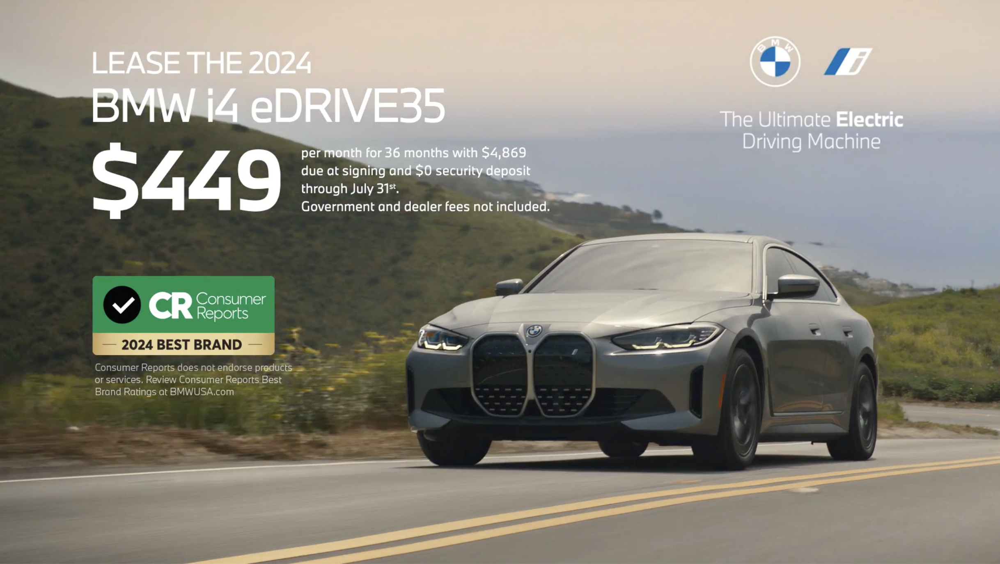 LEASE THE 2024
BMW i4 eDRIVE35
$449
per month for 36 months with $4,869
due at signing and $0 security deposit
through July 31st.
Government and dealer fees not included.
BMW
i
The Ultimate Electric
Driving Machine
CR Consumer
Reports
2024 BEST BRAND
Consumer Reports does not endorse products
or services. Review Consumer Reports Best
Brand Ratings at BMWUSA.com